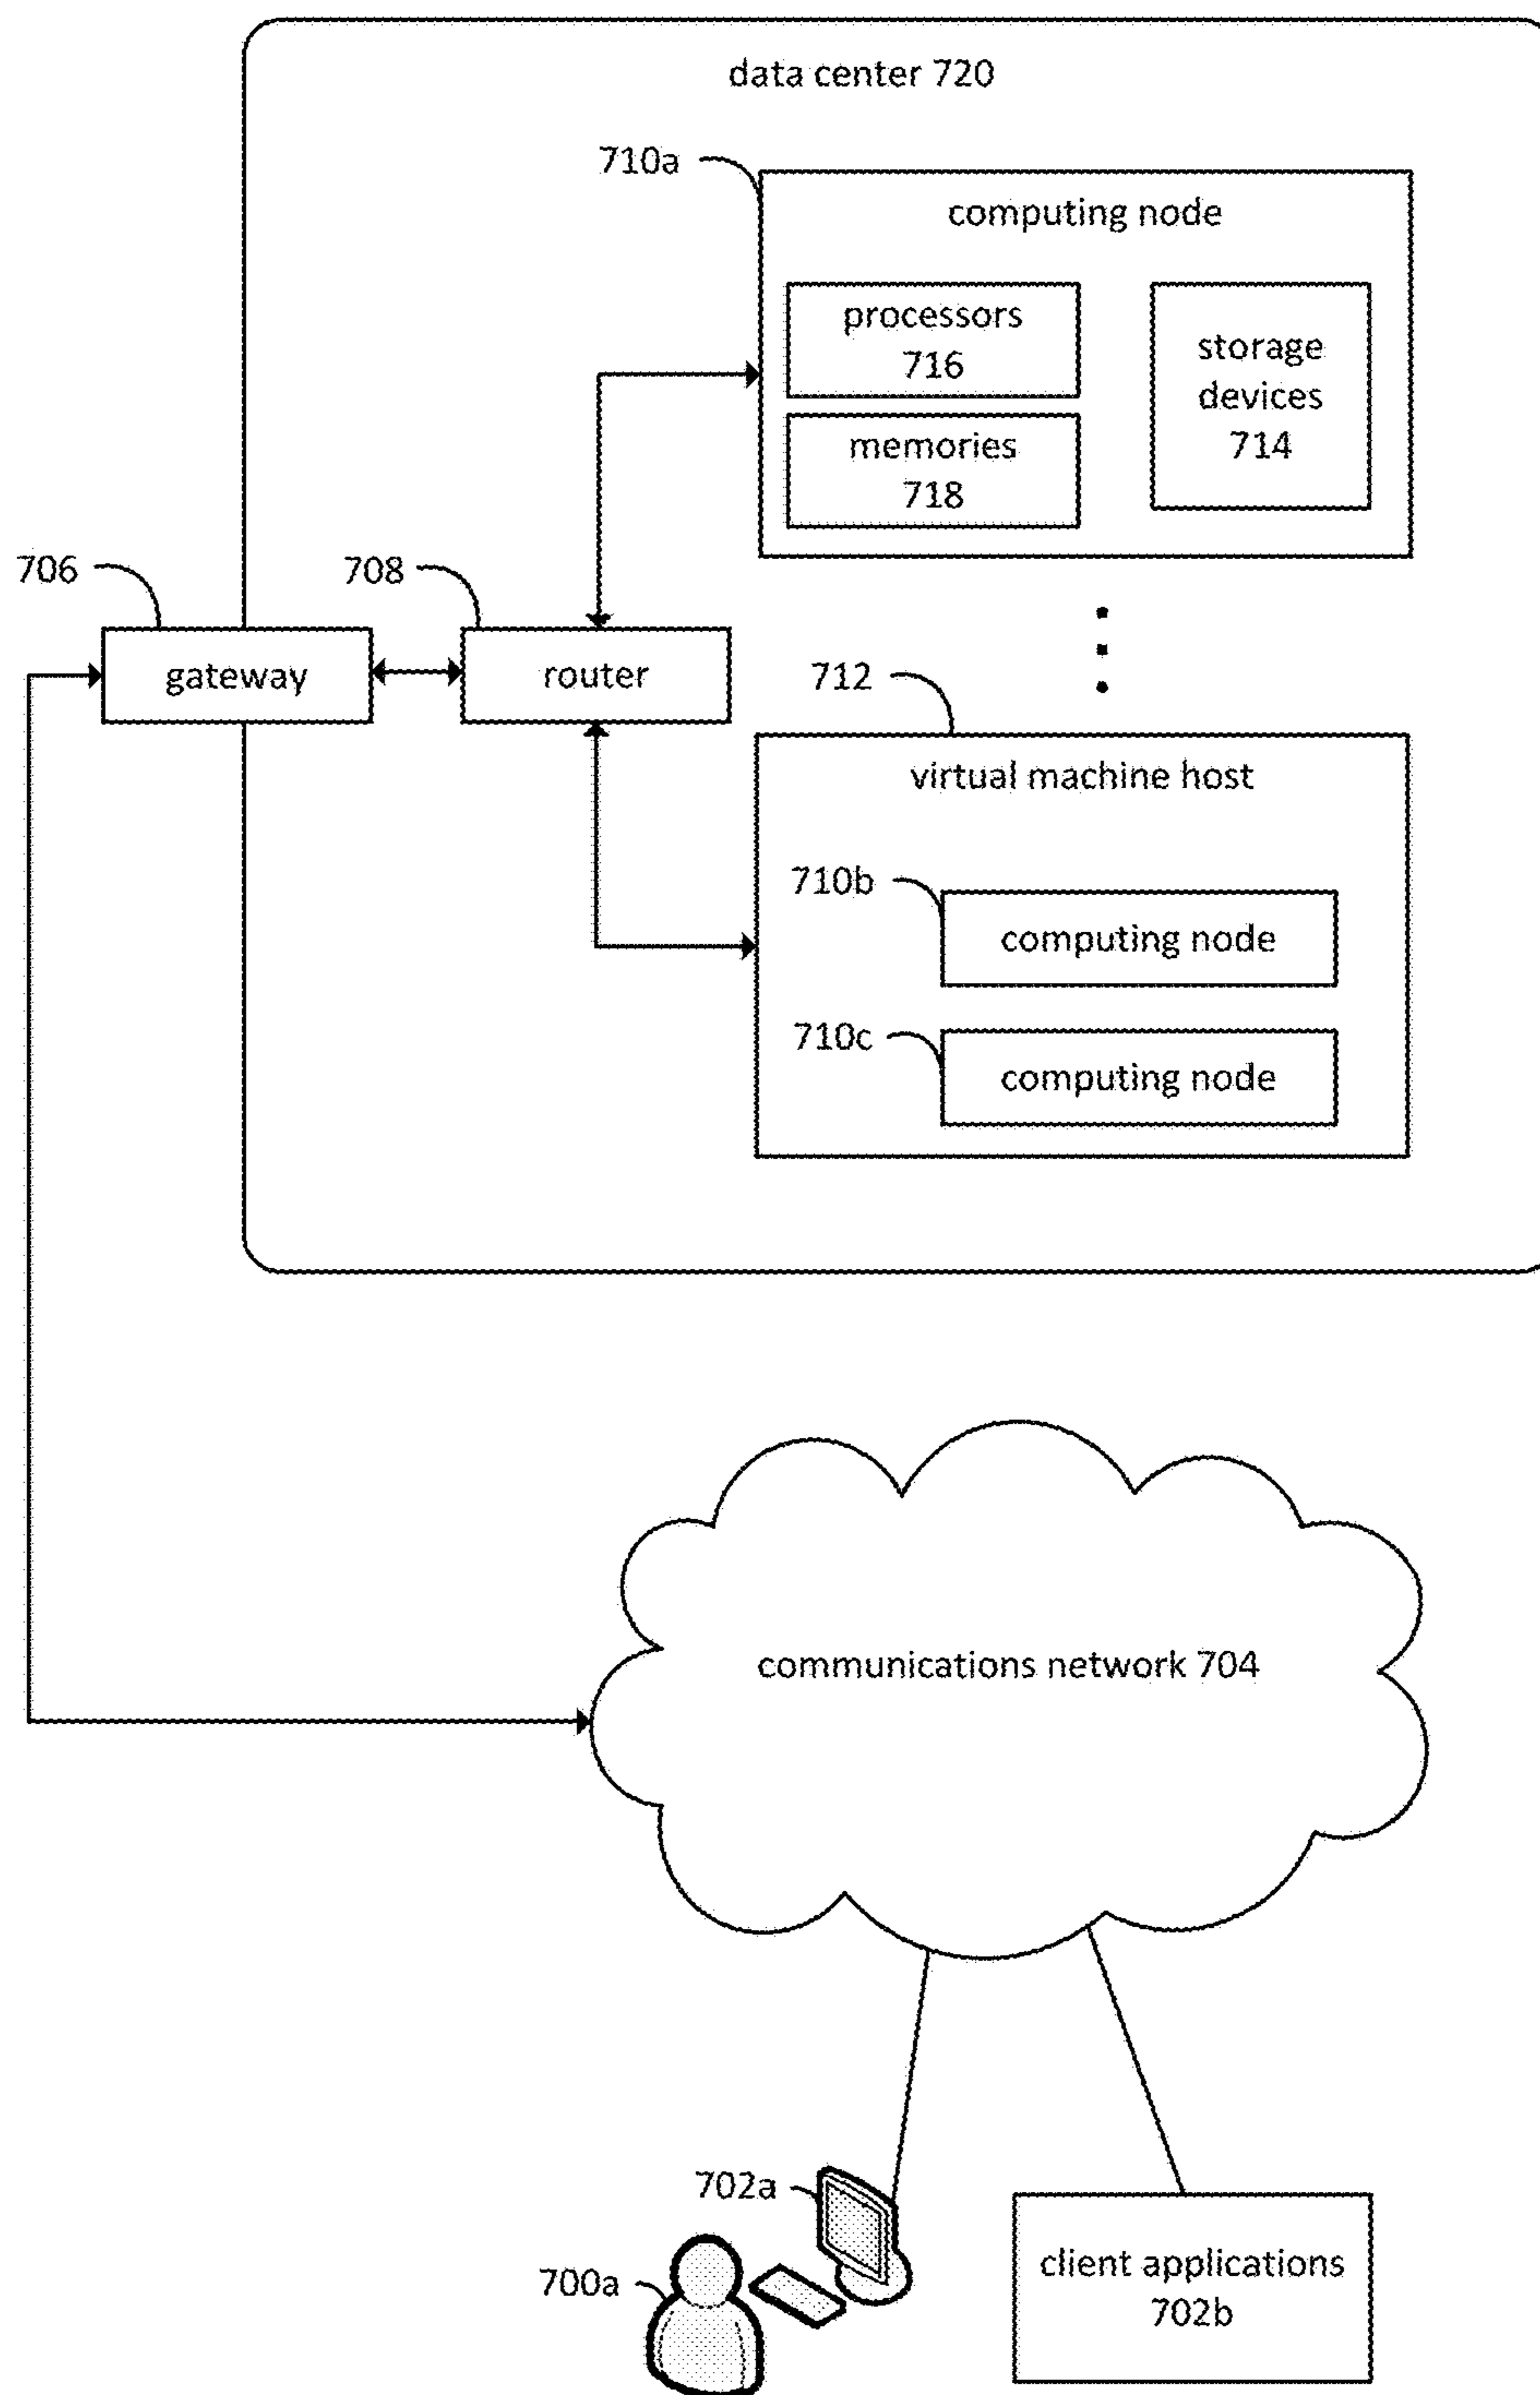 data center 720
710a
computing node
processors
716
storage
devices
714
memories
718
706
708
gateway
router
712
virtual machine host
710b
computing node
710c
computing node
communications network 704
702a
700a
client applications
702b